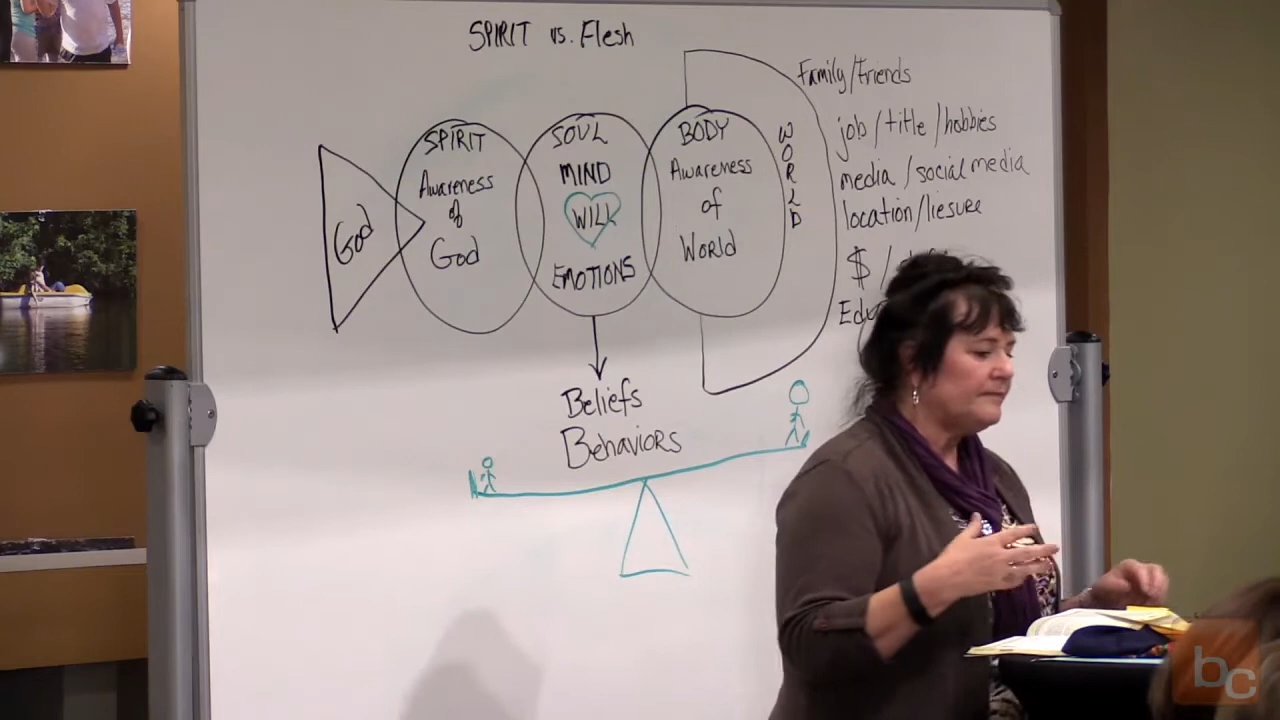 SPIRIT vs. Flesh
God
SPIRIT
Awareness
of
God
SOUL
MIND
WILL
EMOTIONS
BODY
Awareness
of
World
WORLD
Family/Friends
job/title/hobbies
media/social media
location/liesure
$/
Beliefs
Behaviors
bc